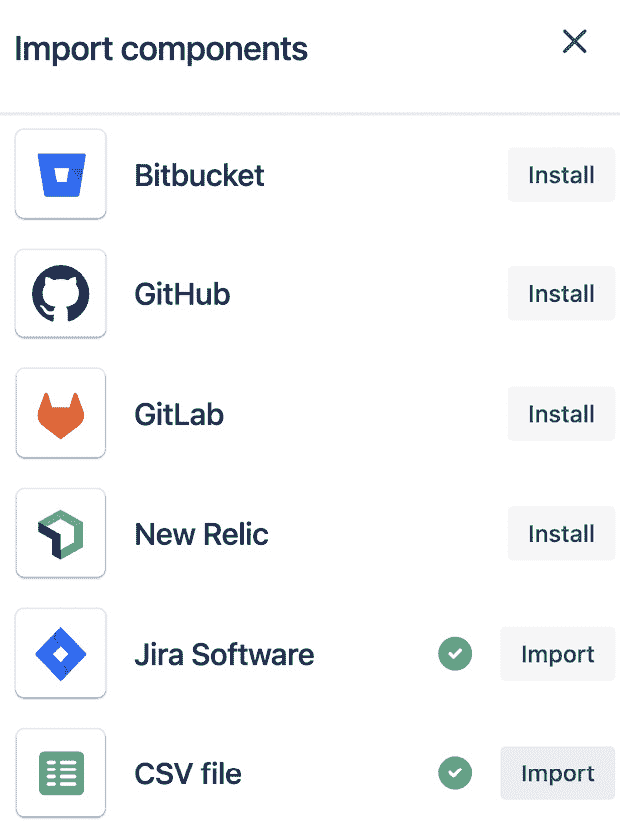 Import components
Bitbucket Install
GitHub Install
GitLab Install
New Relic Install
Jira Software Import
CSV file Import